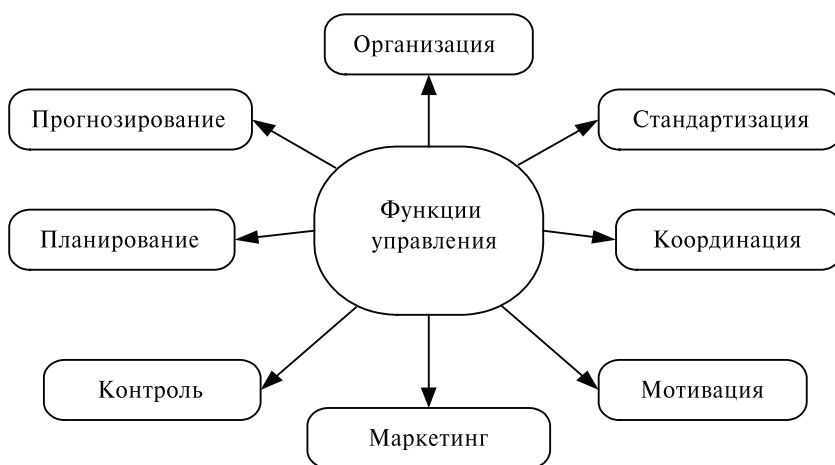 Организация
Прогнозирование
Стандартизация
Функции
управления
Планирование
Координация
Контроль
Мотивация
Маркетинг